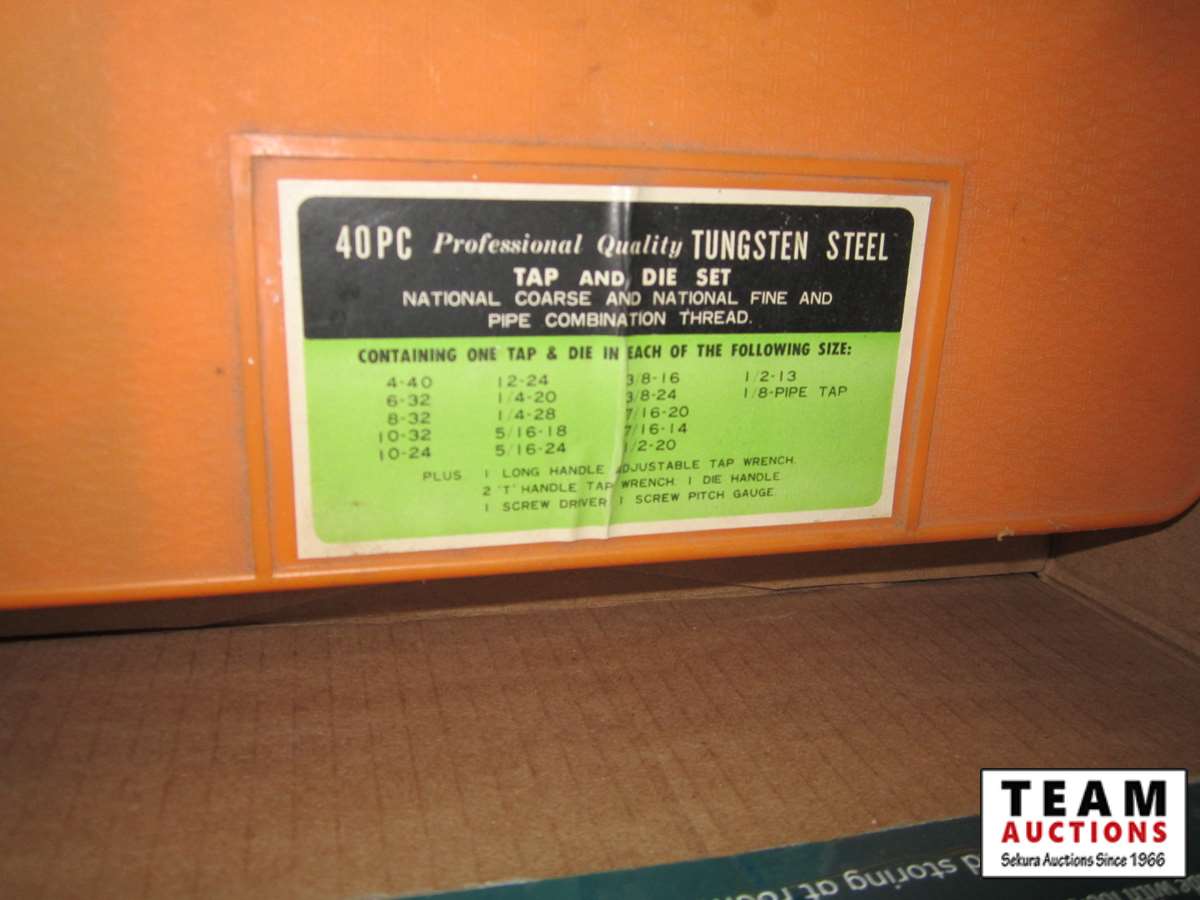 40PC Professional Quality TUNGSTEN STEEL
TAP AND DIE SET
NATIONAL COARSE AND NATIONAL FINE AND
PIPE COMBINATION THREAD.
CONTAINING ONE TAP & DIE IN EACH OF THE FOLLOWING SIZE:
4-40 12-24 3/8-16 1/2-13
6-32 1/4-20 3/8-24 1/8-PIPE TAP
8-32 1/4-28 7/16-20
10-32 5/16-18 7/16-14
10-24 5/16-24 1/2-20
PLUS 1 LONG HANDLE ADJUSTABLE TAP WRENCH.
2 'T' HANDLE TAP WRENCH. 1 DIE HANDLE
1 SCREW DRIVER 1 SCREW PITCH GAUGE.
storing at
with
TEAM
AUCTIONS
Sekura Auctions Since 1966